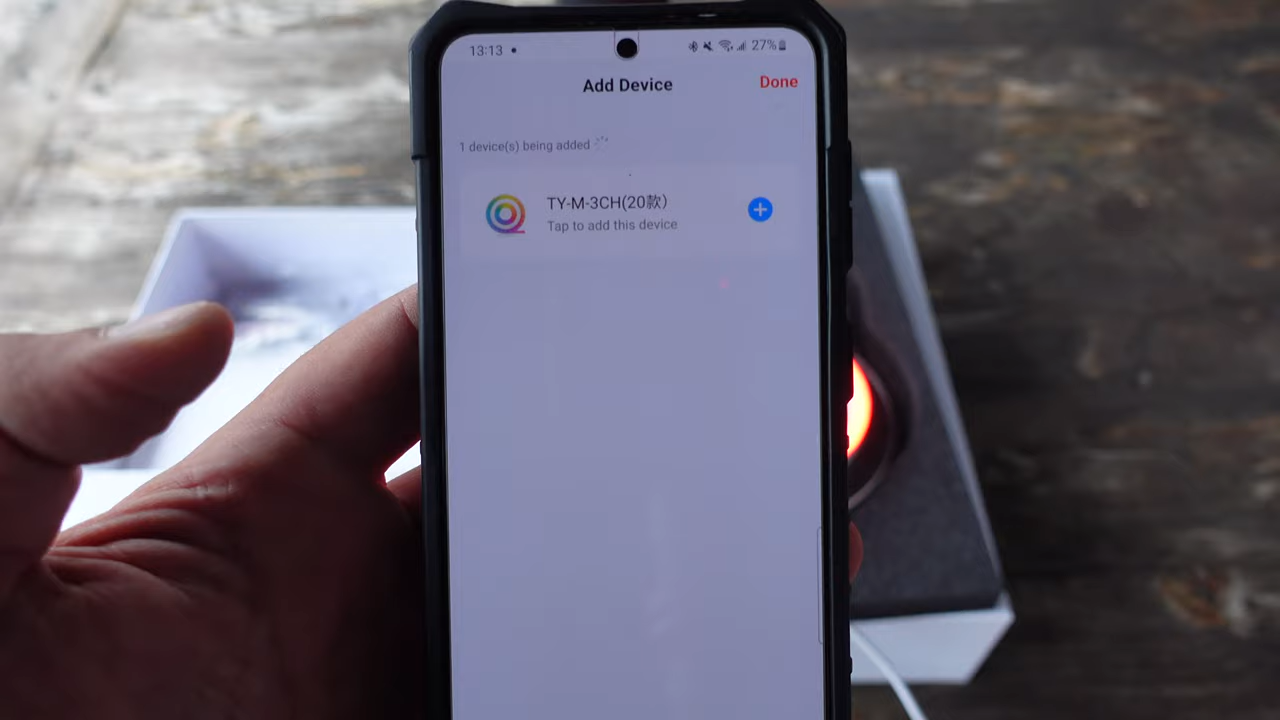 13:13
27%
Add Device
Done
1 device(s) being added
TY-M-3CH(20款)
Tap to add this device